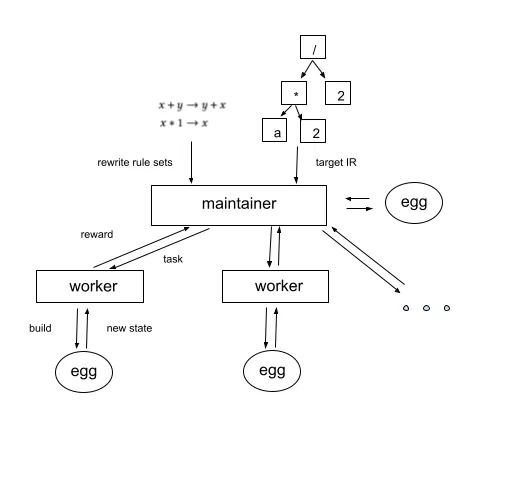 /
* 2
x + y → y + x
x * 1 → x
a 2
rewrite rule sets
target IR
maintainer
egg
reward
task
worker
worker
build
new state
egg
egg